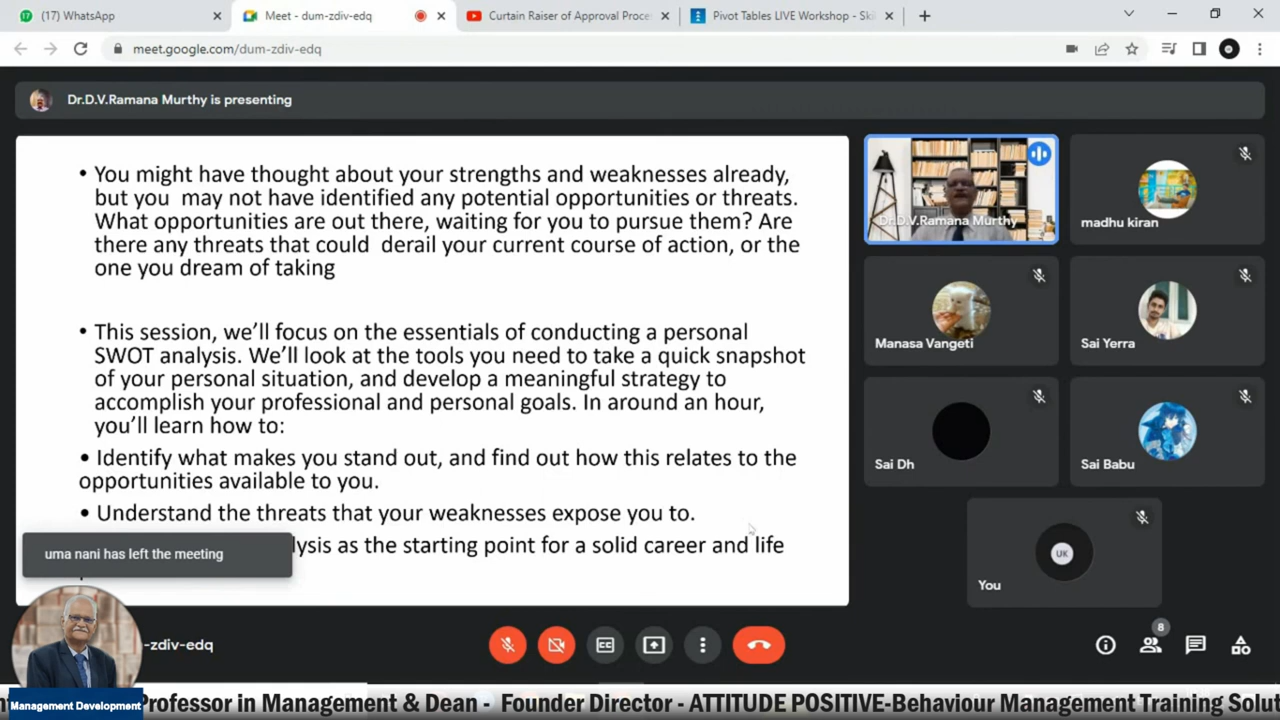 (17) WhatsApp
Meet - dum-zdiv-edq
Curtain Raiser of Approval Proce
Pivot Tables LIVE Workshop - Ski
meet.google.com/dum-zdiv-edq
Dr.D.V.Ramana Murthy is presenting
• You might have thought about your strengths and weaknesses already,
but you may not have identified any potential opportunities or threats.
What opportunities are out there, waiting for you to pursue them? Are
there any threats that could derail your current course of action, or the
one you dream of taking
• This session, we'll focus on the essentials of conducting a personal
SWOT analysis. We'll look at the tools you need to take a quick snapshot
of your personal situation, and develop a meaningful strategy to
accomplish your professional and personal goals. In around an hour,
you'll learn how to:
• Identify what makes you stand out, and find out how this relates to the
opportunities available to you.
• Understand the threats that your weaknesses expose you to.
lysis as the starting point for a solid career and life
uma nani has left the meeting
Dr.D.V.Ramana Murthy
madhu kiran
Manasa Vangeti
Sai Yerra
Sai Dh
Sai Babu
UK
You
-zdiv-edq
CC
8
Management Development
Professor in Management & Dean - Founder Director - ATTITUDE POSITIVE-Behaviour Management Training Solu